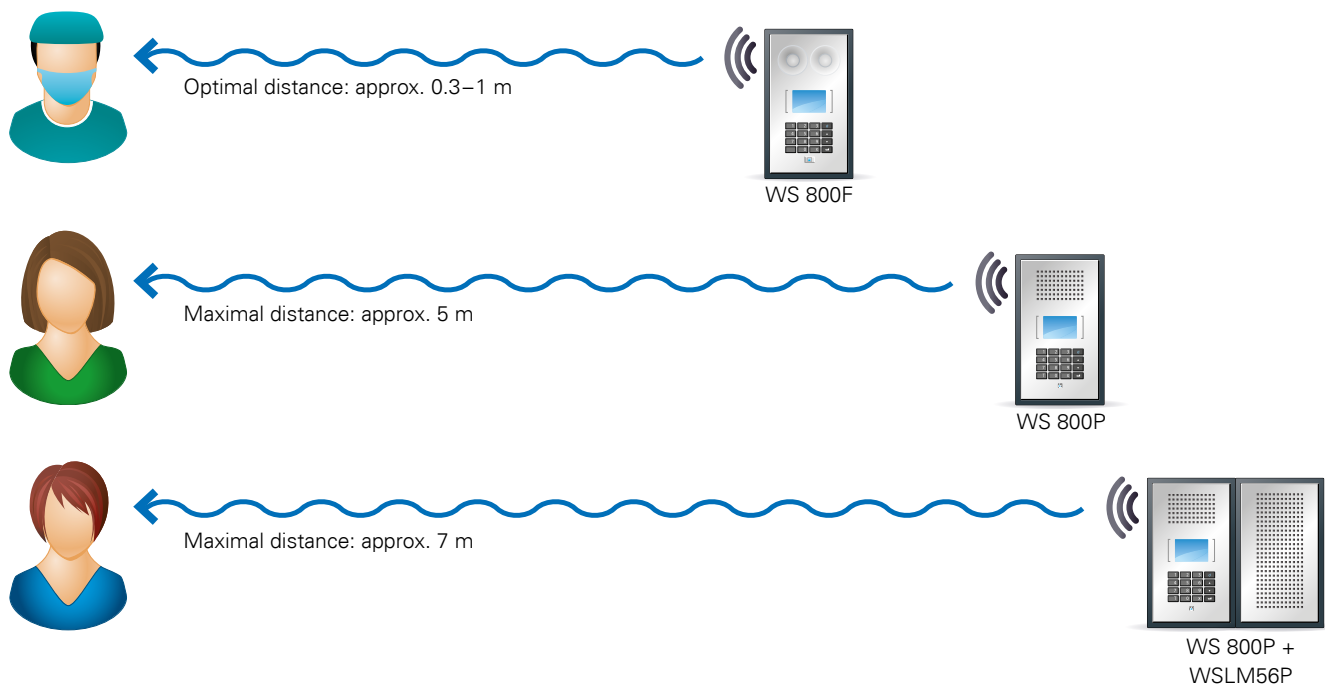 Optimal distance: approx. 0.3–1 m
WS 800F
Maximal distance: approx. 5 m
WS 800P
Maximal distance: approx. 7 m
WS 800P +
WSLM56P